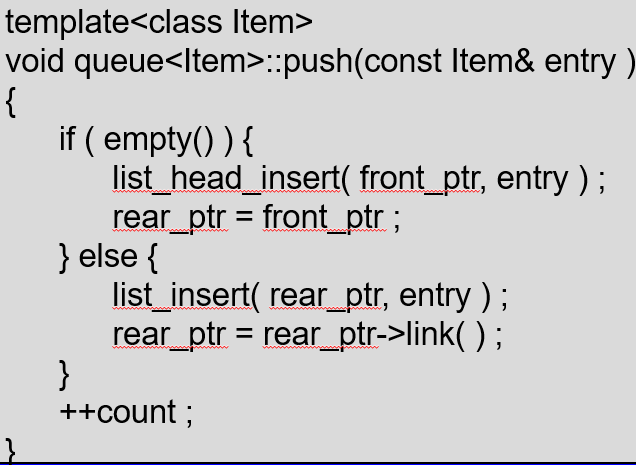 template<class Item>
void queue<Item>::push(const Item& entry )
{
if ( empty() ) {
list_head_insert( front_ptr, entry ) ;
rear_ptr = front_ptr ;
} else {
list_insert( rear_ptr, entry ) ;
rear_ptr = rear_ptr->link( ) ;
}
++count ;
}